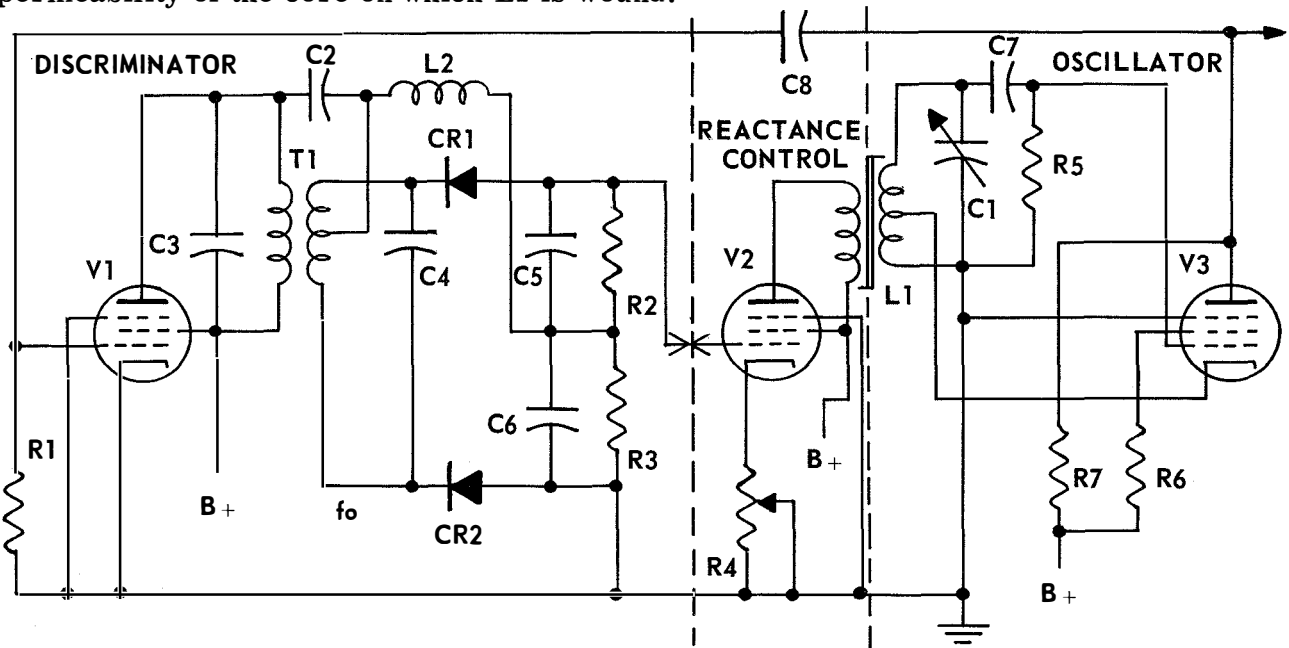 permeability of the core on which L1 is wound.
DISCRIMINATOR
C2
L2
C8
C7
OSCILLATOR
T1
CR1
REACTANCE
CONTROL
R5
C1
C3
C4
C5
V1
V2
V3
R2
L1
C6
R1
R3
B+
fo
CR2
B+
R4
R7
R6
B+